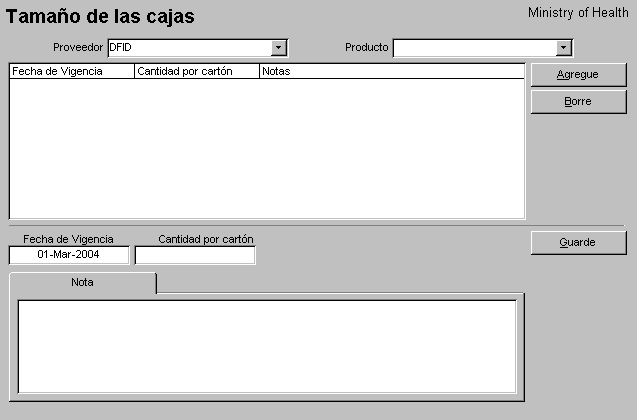 Tamaño de las cajas
Ministry of Health
Proveedor DFID Producto
Fecha de Vigencia Cantidad por cartón Notas
Agregue
Borre
Fecha de Vigencia Cantidad por cartón
Guarde
01-Mar-2004
Nota